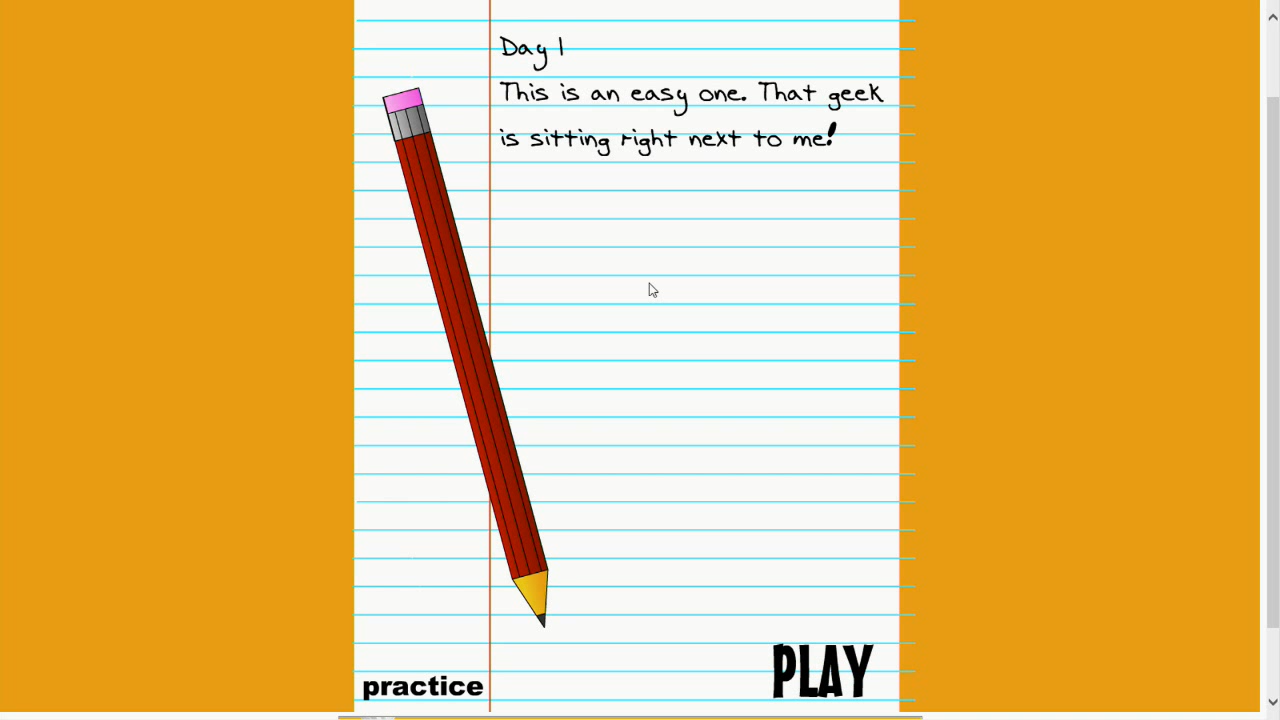 Day 1
This is an easy one. That geek
is sitting right next to me!
practice
PLAY